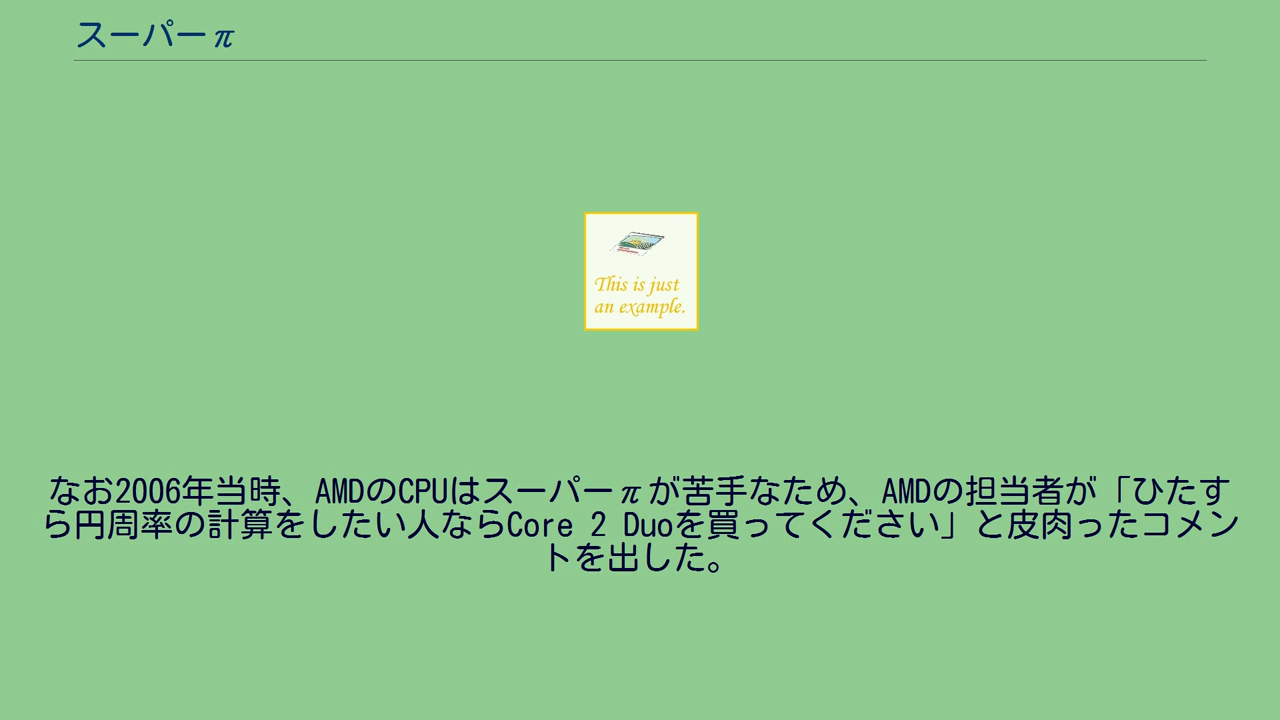 スーパーπ
This is just
an example.
なお2006年当時、AMDのCPUはスーパーπが苦手なため、AMDの担当者が「ひたす
ら円周率の計算をしたい人ならCore 2 Duoを買ってください」と皮肉ったコメン
トを出した。